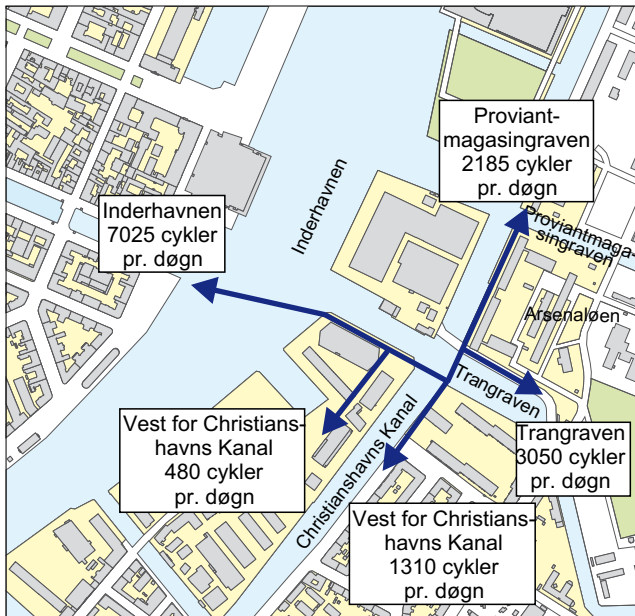 Proviant-
magasingraven
2185 cykler
pr. døgn
Inderhavnen
7025 cykler
pr. døgn
Inderhavnen
Proviantmaga-
singraven
Arsenaløen
Trangraven
Christianshavns Kanal
Vest for Christians-
havns Kanal
480 cykler
pr. døgn
Trangraven
3050 cykler
pr. døgn
Vest for Christians-
havns Kanal
1310 cykler
pr. døgn